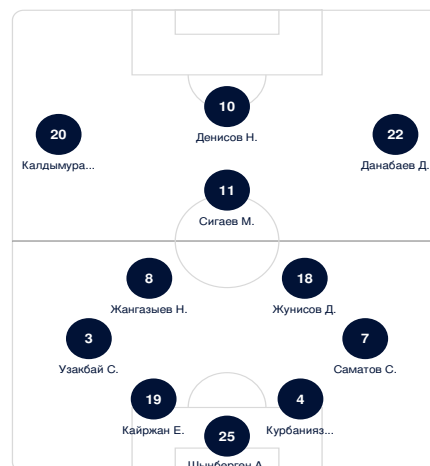 10
Денисов Н.
20
Калдымура...
22
Данабаев Д.
11
Сигаев М.
8
Жангазыев Н.
18
Жунисов Д.
3
Узакбай С.
7
Саматов С.
19
Кайржан Е.
4
Курбанияз...
25
Шынберген А.